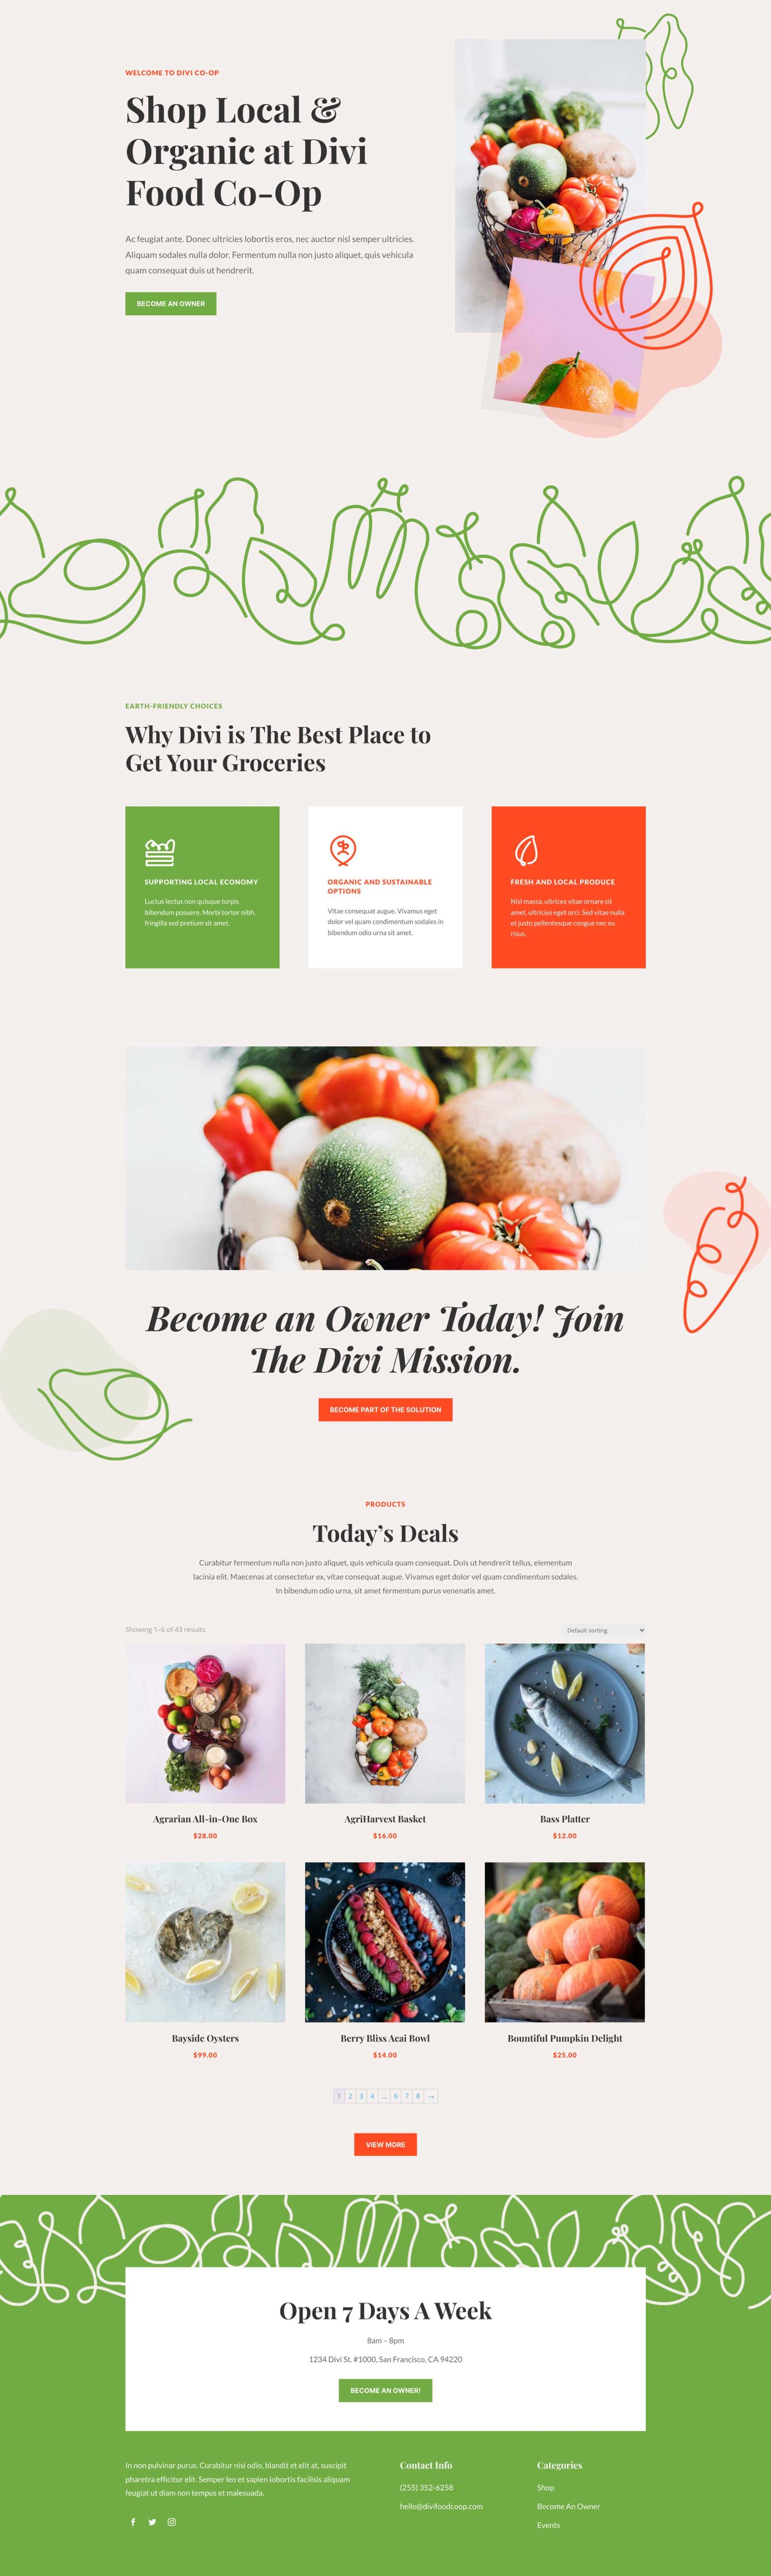 WELCOME TO DIVI CO-OP
Shop Local &
Organic at Divi
Food Co-Op
Ac feugiat ante. Donec ultricies lobortis eros, nec auctor nisl semper ultricies.
Aliquam sodales nulla dolor. Fermentum nulla non justo aliquet, quis vehicula
quam consequat duis ut hendrerit.
BECOME AN OWNER
EARTH-FRIENDLY CHOICES
Why Divi is The Best Place to
Get Your Groceries
SUPPORTING LOCAL ECONOMY
Luctus lectus non quisque turpis
bibendum posuere. Morbi tortor nibh,
fringilla sed pretium sit amet.
ORGANIC AND SUSTAINABLE
OPTIONS
Vitae consequat augue. Vivamus eget
dolor vel quam condimentum sodales in
bibendum odio urna sit amet.
FRESH AND LOCAL PRODUCE
Nisl massa, ultrices vitae ornare sit
amet, ultricies eget orci. Sed vitae nulla
et justo pellentesque congue nec eu
risus.
Become an Owner Today! Join
The Divi Mission.
BECOME PART OF THE SOLUTION
PRODUCTS
Today's Deals
Curabitur fermentum nulla non justo aliquet, quis vehicula quam consequat. Duis ut hendrerit tellus, elementum
lacinia elit. Maecenas at consectetur ex, vitae consequat augue. Vivamus eget dolor vel quam condimentum sodales.
In bibendum odio urna, sit amet fermentum purus venenatis amet.
Showing 1–6 of 43 results
Default sorting
Agrarian All-in-One Box
$28.00
AgriHarvest Basket
$16.00
Bass Platter
$12.00
Bayside Oysters
$99.00
Berry Bliss Acai Bowl
$14.00
Bountiful Pumpkin Delight
$25.00
1 2 3 4 … 6 7 8 →
VIEW MORE
Open 7 Days A Week
8am – 8pm
1234 Divi St. #1000, San Francisco, CA 94220
BECOME AN OWNER!
In non pulvinar purus. Curabitur nisi odio, blandit et elit at, suscipit
pharetra efficitur elit. Semper leo et sapien lobortis facilisis aliquam
feugiat ut diam non tempus et malesuada.
Contact Info
(255) 352-6258
hello@divifoodcoop.com
Categories
Shop
Become An Owner
Events